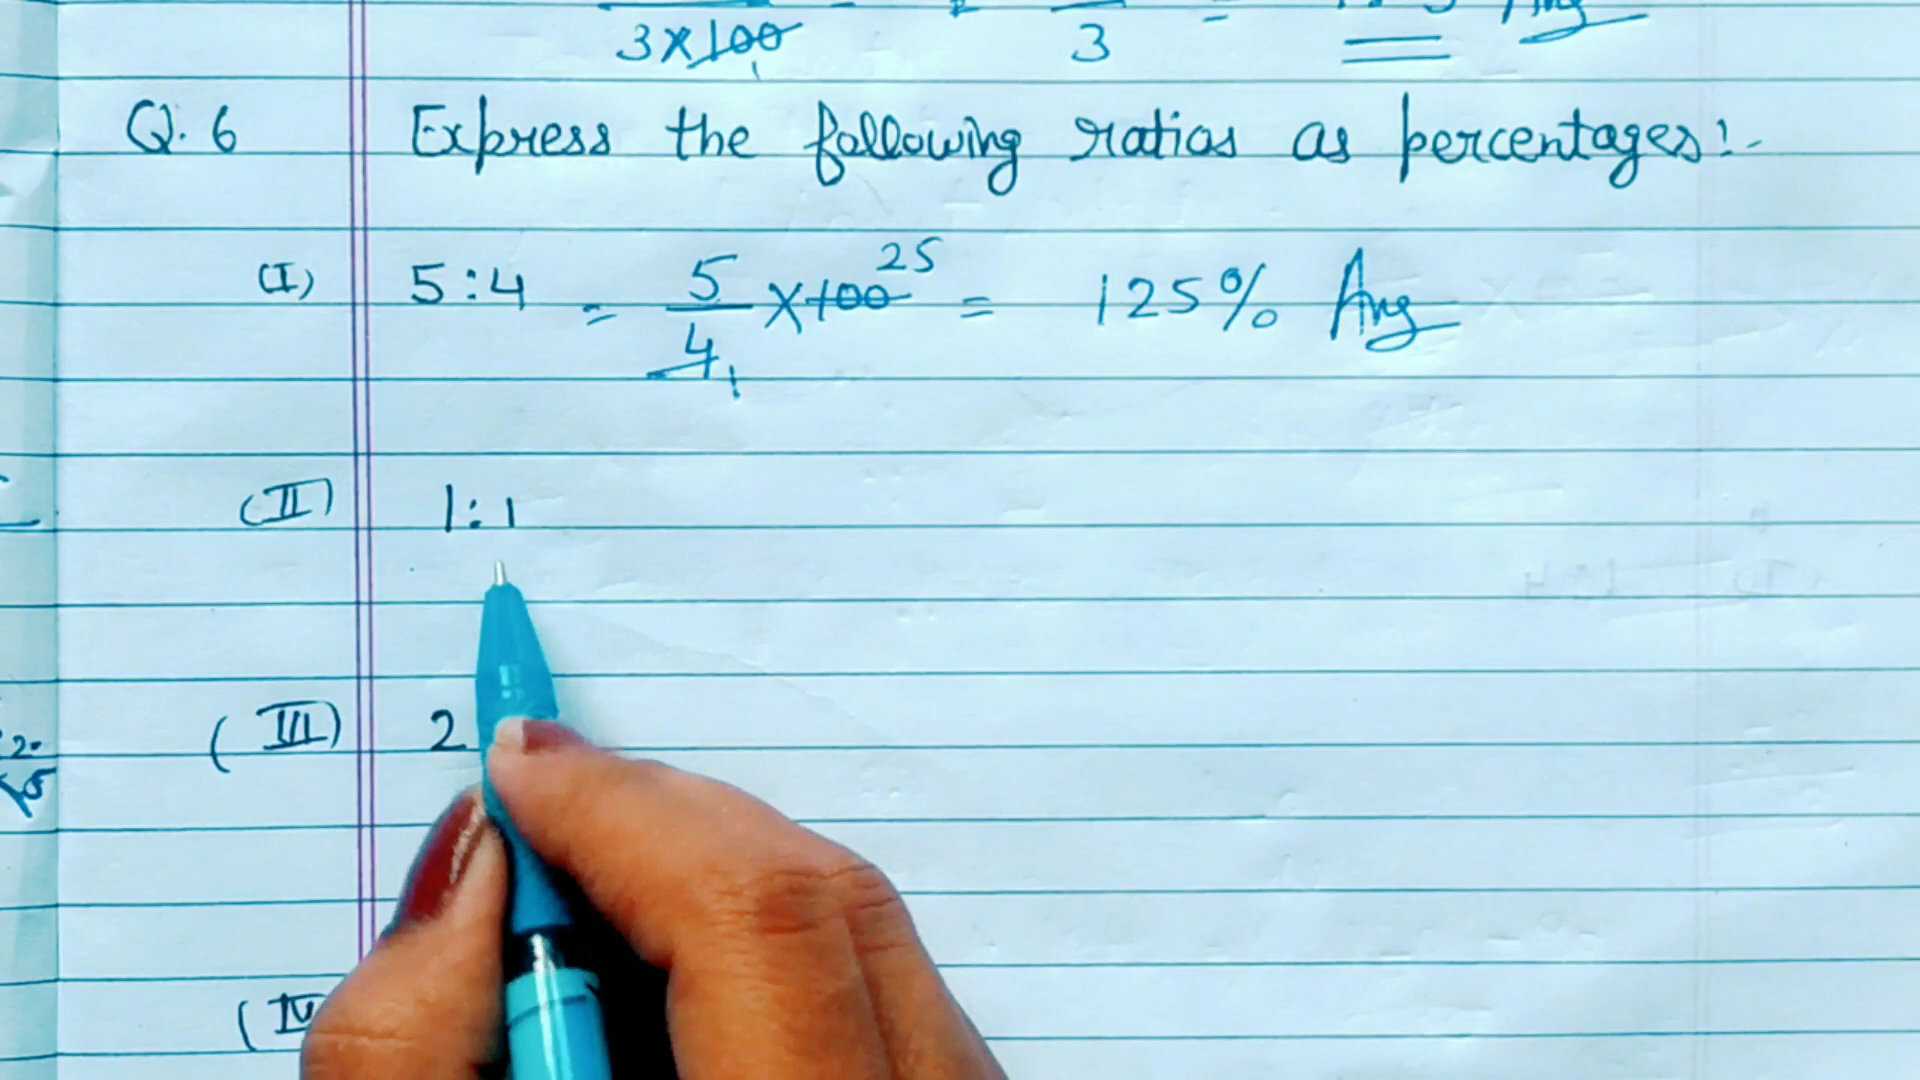 3×100 3
Q. 6 Express the following ratios as percentages:-
(I) 5:4 = 5/4 × 100 25 = 125% Ans
1
(II) 1:1
(III) 2
(IV